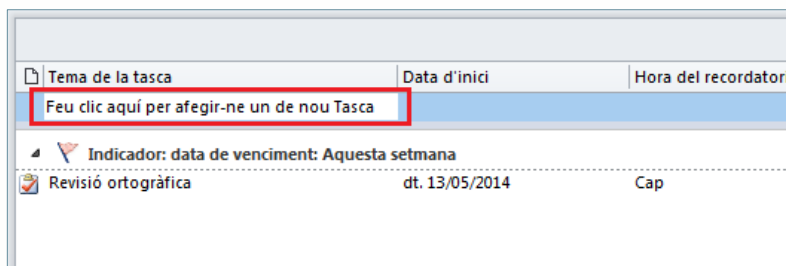 Tema de la tasca Data d'inici Hora del recordator
Feu clic aquí per afegir-ne un de nou Tasca
Indicador: data de venciment: Aquesta setmana
Revisió ortogràfica dt. 13/05/2014 Cap